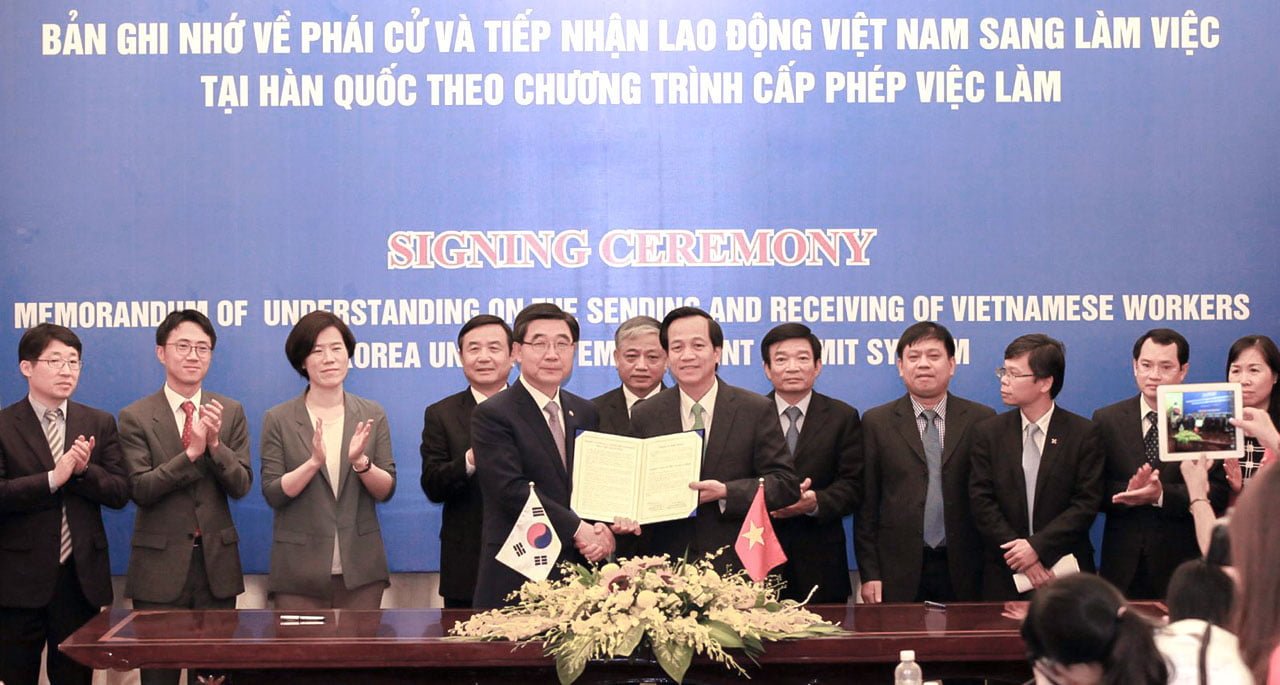 BẢN GHI NHỚ VỀ PHÁI CỬ VÀ TIẾP NHẬN LAO ĐỘNG VIỆT NAM SANG LÀM VIỆC
TẠI HÀN QUỐC THEO CHƯƠNG TRÌNH CẤP PHÉP VIỆC LÀM
SIGNING CEREMONY
MEMORANDUM OF UNDERSTANDING ON THE SENDING AND RECEIVING OF VIETNAMESE WORKERS
KOREA